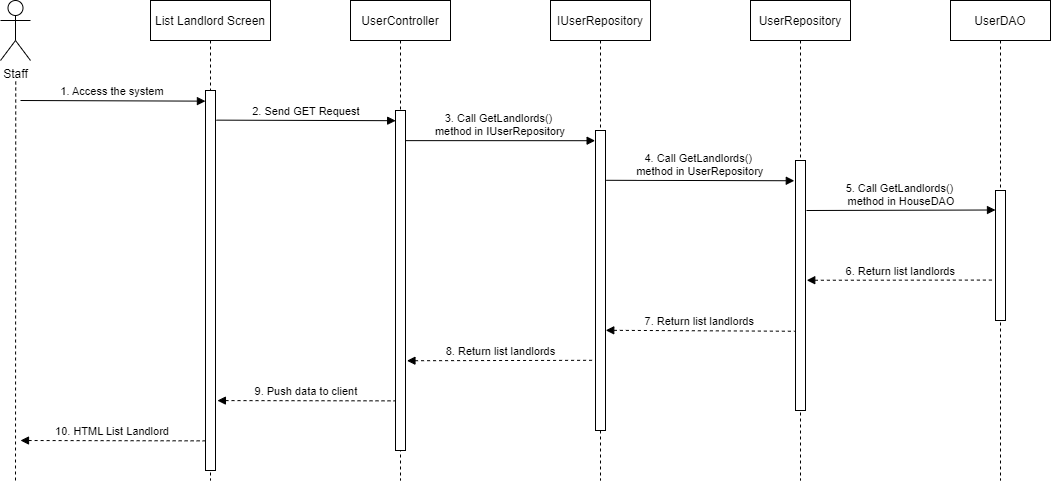 List Landlord Screen
UserController
IUserRepository
UserRepository
UserDAO
Staff
1. Access the system
2. Send GET Request
3. Call GetLandlords()
method in IUserRepository
4. Call GetLandlords()
method in UserRepository
5. Call GetLandlords()
method in HouseDAO
6. Return list landlords
7. Return list landlords
8. Return list landlords
9. Push data to client
10. HTML List Landlord